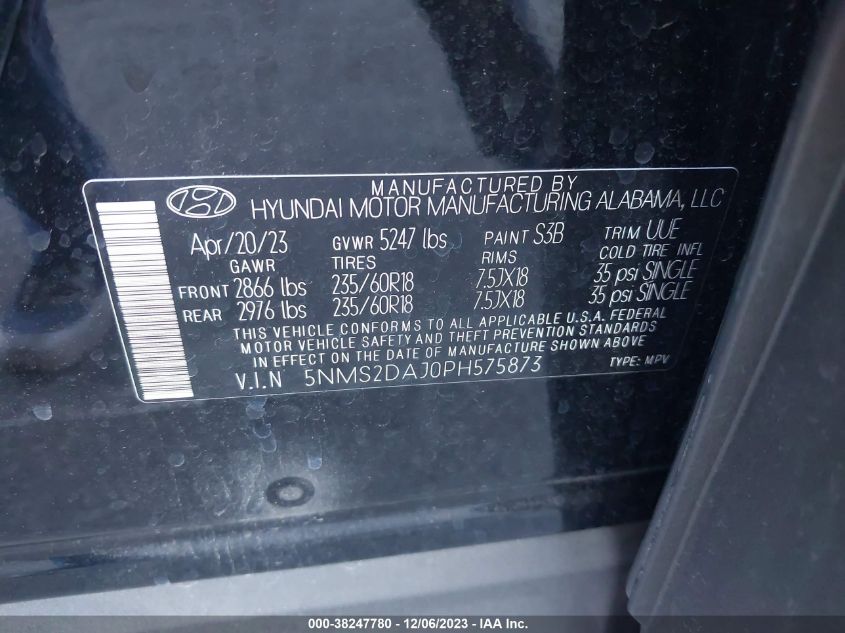 MANUFACTURED BY
HYUNDAI MOTOR MANUFACTURING ALABAMA, LLC
Apr/20/23 GVWR 5247 lbs PAINT S3B TRIM UUE
GAWR TIRES RIMS COLD TIRE INFL
FRONT 2866 lbs 235/60R18 7.5JX18 35 psi SINGLE
REAR 2976 lbs 235/60R18 7.5JX18 35 psi SINGLE
THIS VEHICLE CONFORMS TO ALL APPLICABLE U.S.A. FEDERAL
MOTOR VEHICLE SAFETY AND THEFT PREVENTION STANDARDS
IN EFFECT ON THE DATE OF MANUFACTURE SHOWN ABOVE
V.I.N 5NMS2DAJ0PH575873 TYPE: MPV
000-38247780 - 12/06/2023 - IAA Inc.